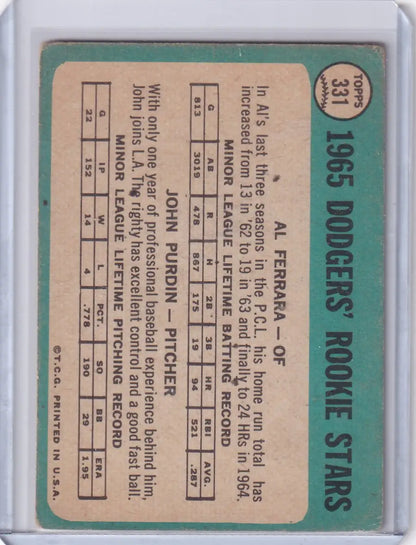 TOPPS
331
1965 DODGERS' ROOKIE STARS
AL FERRARA — OF
In Al's last three seasons in the P.C.L. his home run total has
increased from 13 in '62 to 19 in '63 and finally to 24 HRs in 1964.
MINOR LEAGUE LIFETIME BATTING RECORD
G AB R H 2B 3B HR RBI AVG.
813 3019 478 867 175 19 94 521 .287
JOHN PURDIN — PITCHER
With only one year of professional baseball experience behind him,
John joins L.A. The righty has excellent control and a good fast ball.
MINOR LEAGUE LIFETIME PITCHING RECORD
G IP W L PCT. SO BB ERA
22 152 14 4 .778 190 29 1.95
©T.C.G. PRINTED IN U.S.A.